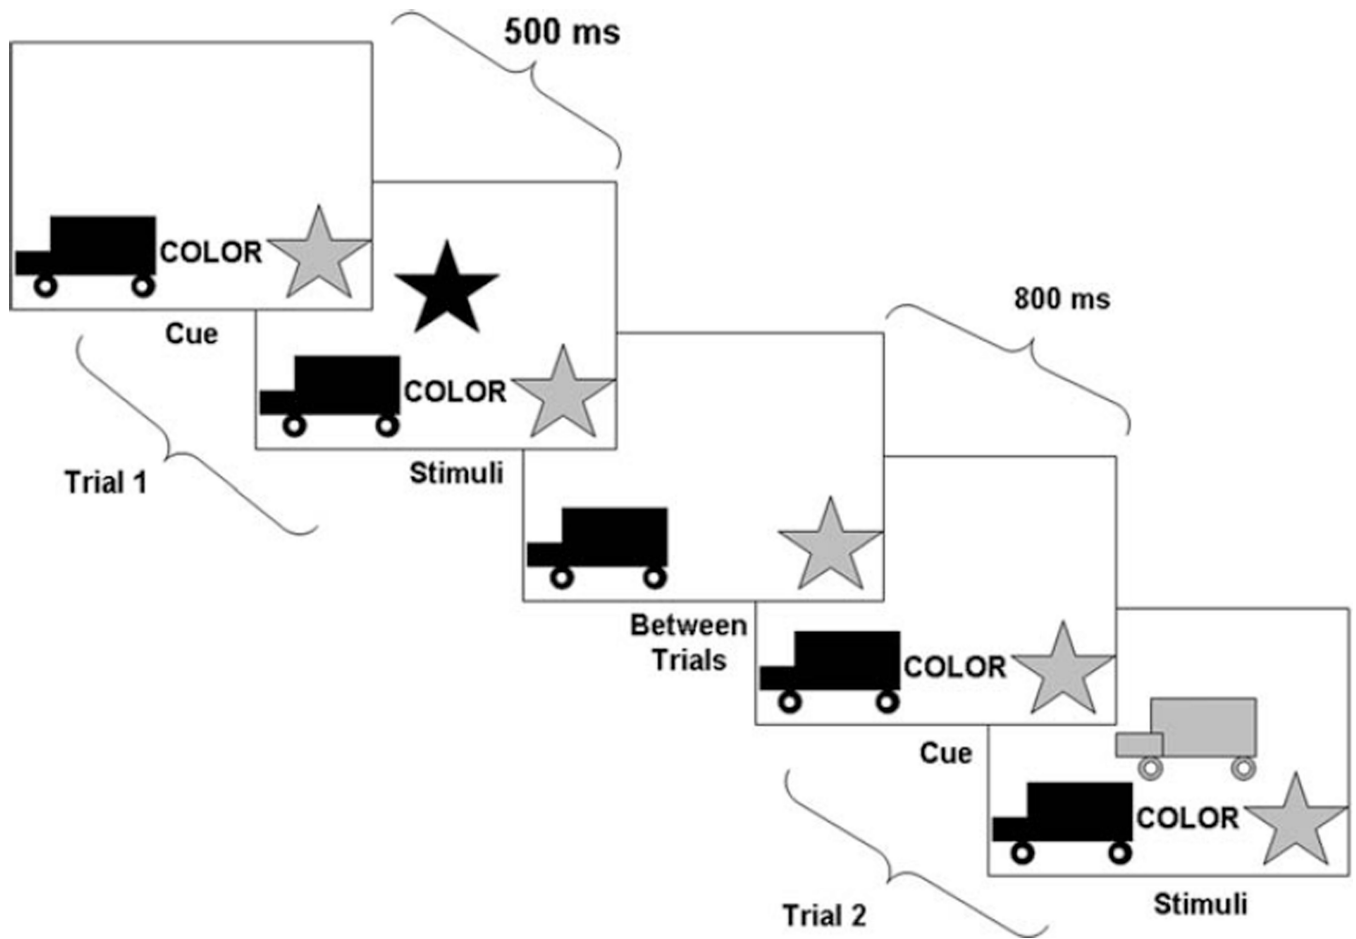 500 ms
COLOR
Cue
COLOR
800 ms
Trial 1
Stimuli
Between
Trials
COLOR
Cue
COLOR
Trial 2
Stimuli